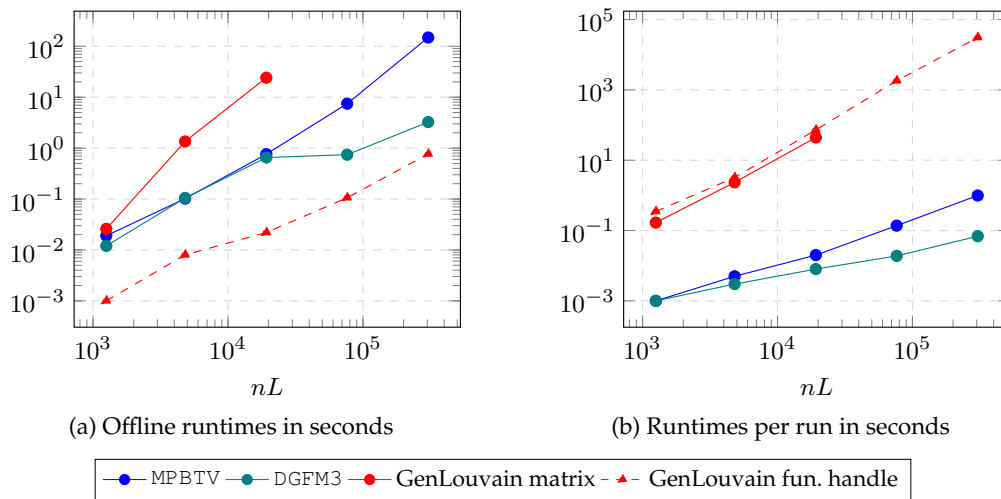 10^2
10^1
10^0
10^−1
10^−2
10^−3
10^3 10^4 10^5
nL
(a) Offline runtimes in seconds
10^5
10^3
10^1
10^−1
10^−3
10^3 10^4 10^5
nL
(b) Runtimes per run in seconds
MPBTV DGFM3 GenLouvain matrix GenLouvain fun. handle